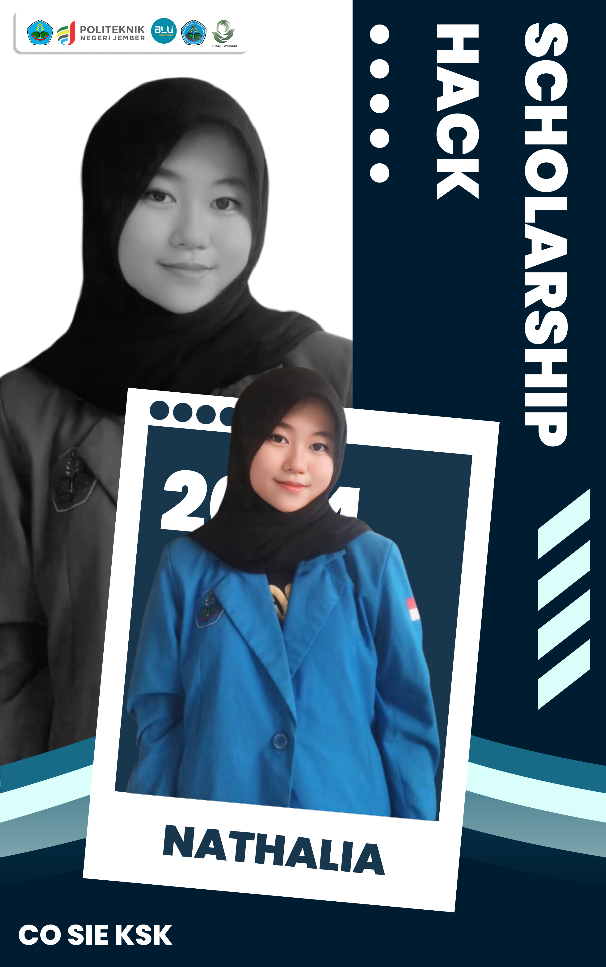 POLITEKNIK
NEGERI JEMBER
BLU
SCHOLARSHIP
HACK
NATHALIA
CO SIE KSK